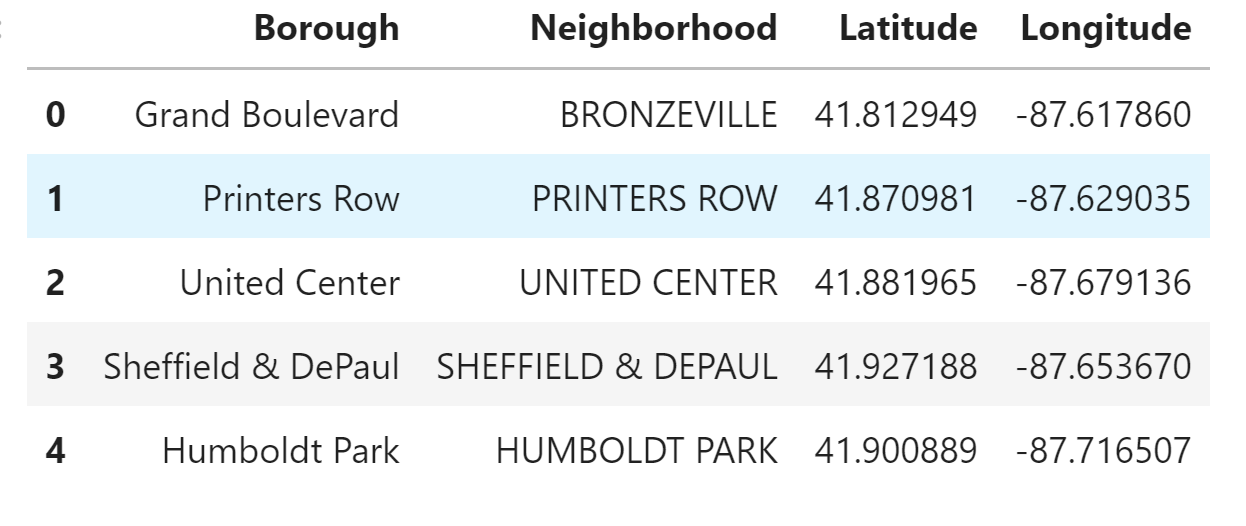 Borough Neighborhood Latitude Longitude
0 Grand Boulevard BRONZEVILLE 41.812949 -87.617860
1 Printers Row PRINTERS ROW 41.870981 -87.629035
2 United Center UNITED CENTER 41.881965 -87.679136
3 Sheffield & DePaul SHEFFIELD & DEPAUL 41.927188 -87.653670
4 Humboldt Park HUMBOLDT PARK 41.900889 -87.716507